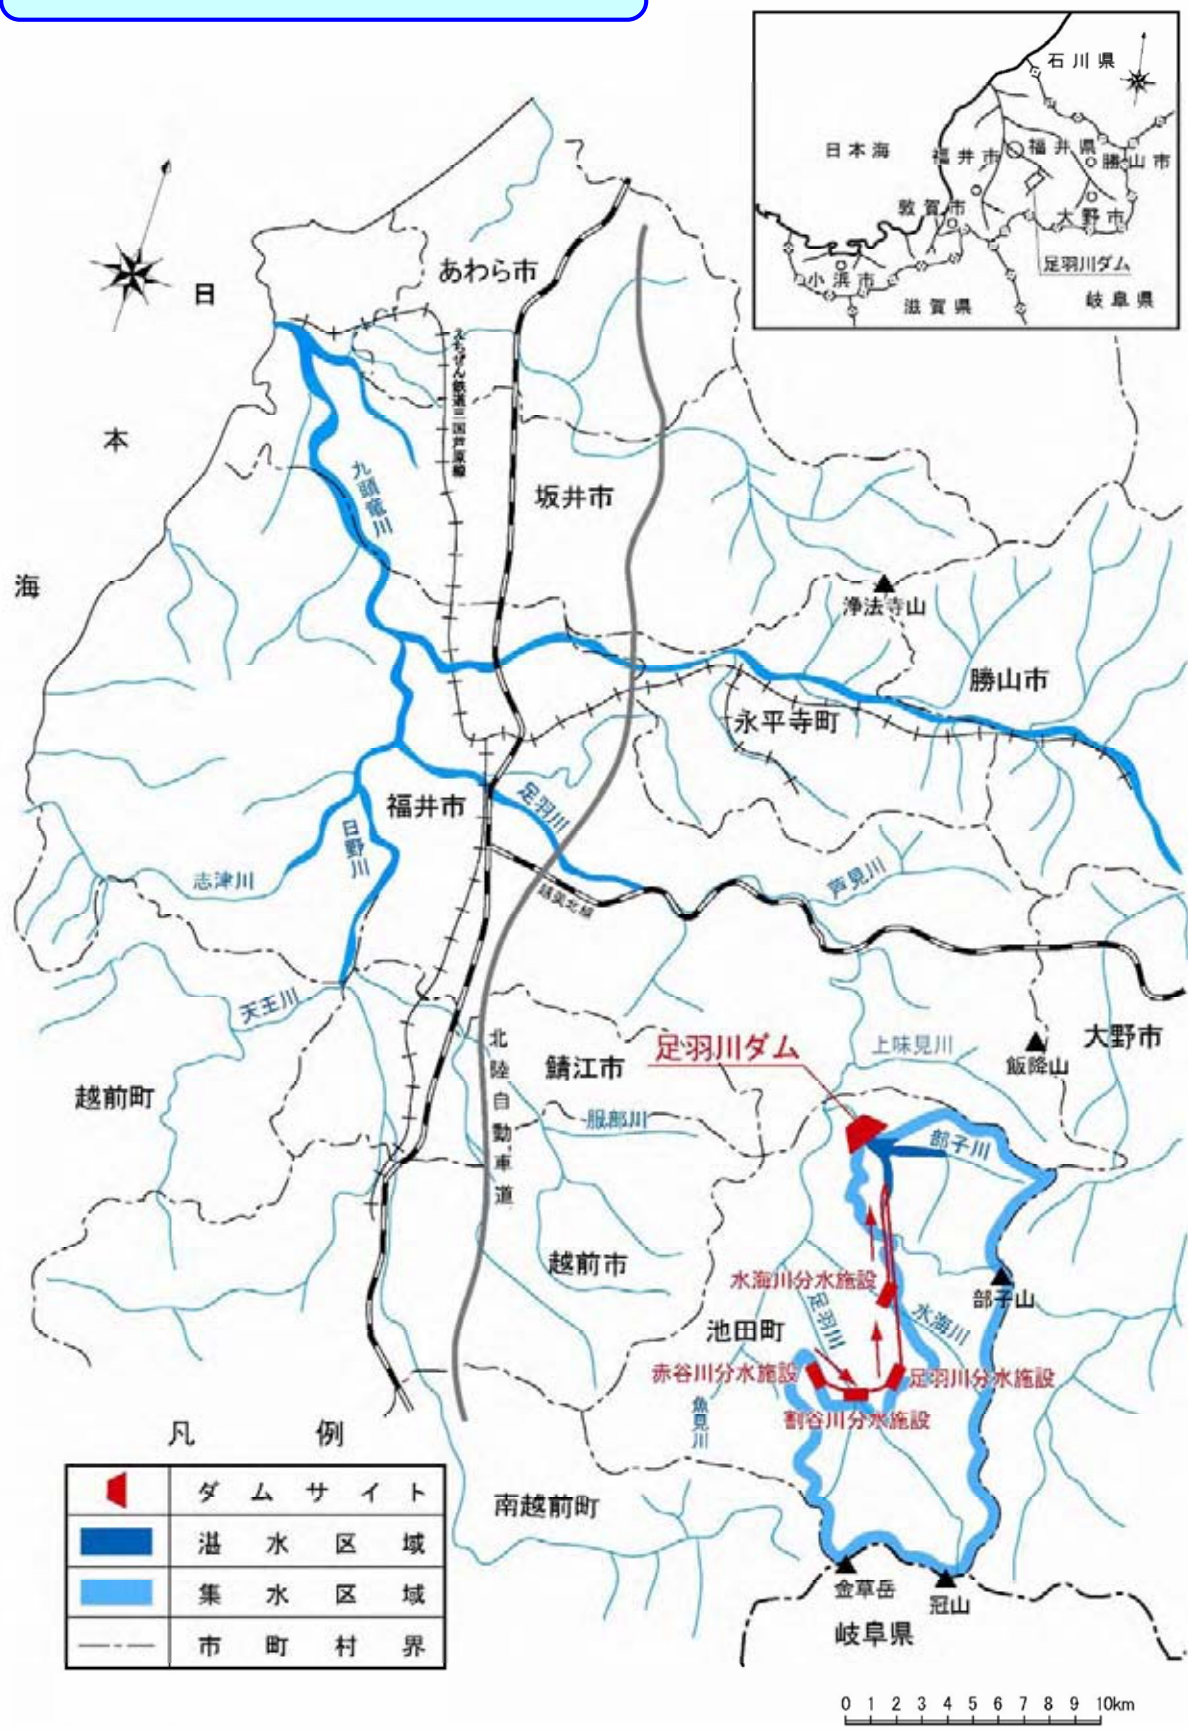 石川県
日本海
福井市
福井県
勝山市
敦賀市
大野市
足羽川ダム
小浜市
滋賀県
岐阜県
日
本
海
あわら市
えちぜん鉄道三国芦原線
坂井市
九頭竜川
浄法寺山
勝山市
永平寺町
福井市
足羽川
日野川
志津川
芦見川
越美北線
天王川
北陸自動車道
鯖江市
足羽川ダム
上味見川
飯降山
大野市
越前町
服部川
部子川
越前市
水海川分水施設
足羽川
水海川
部子山
池田町
赤谷川分水施設
足羽川分水施設
割谷川分水施設
魚見川
南越前町
金草岳
冠山
岐阜県
凡例
ダムサイト
湛水区域
集水区域
市町村界
0 1 2 3 4 5 6 7 8 9 10km